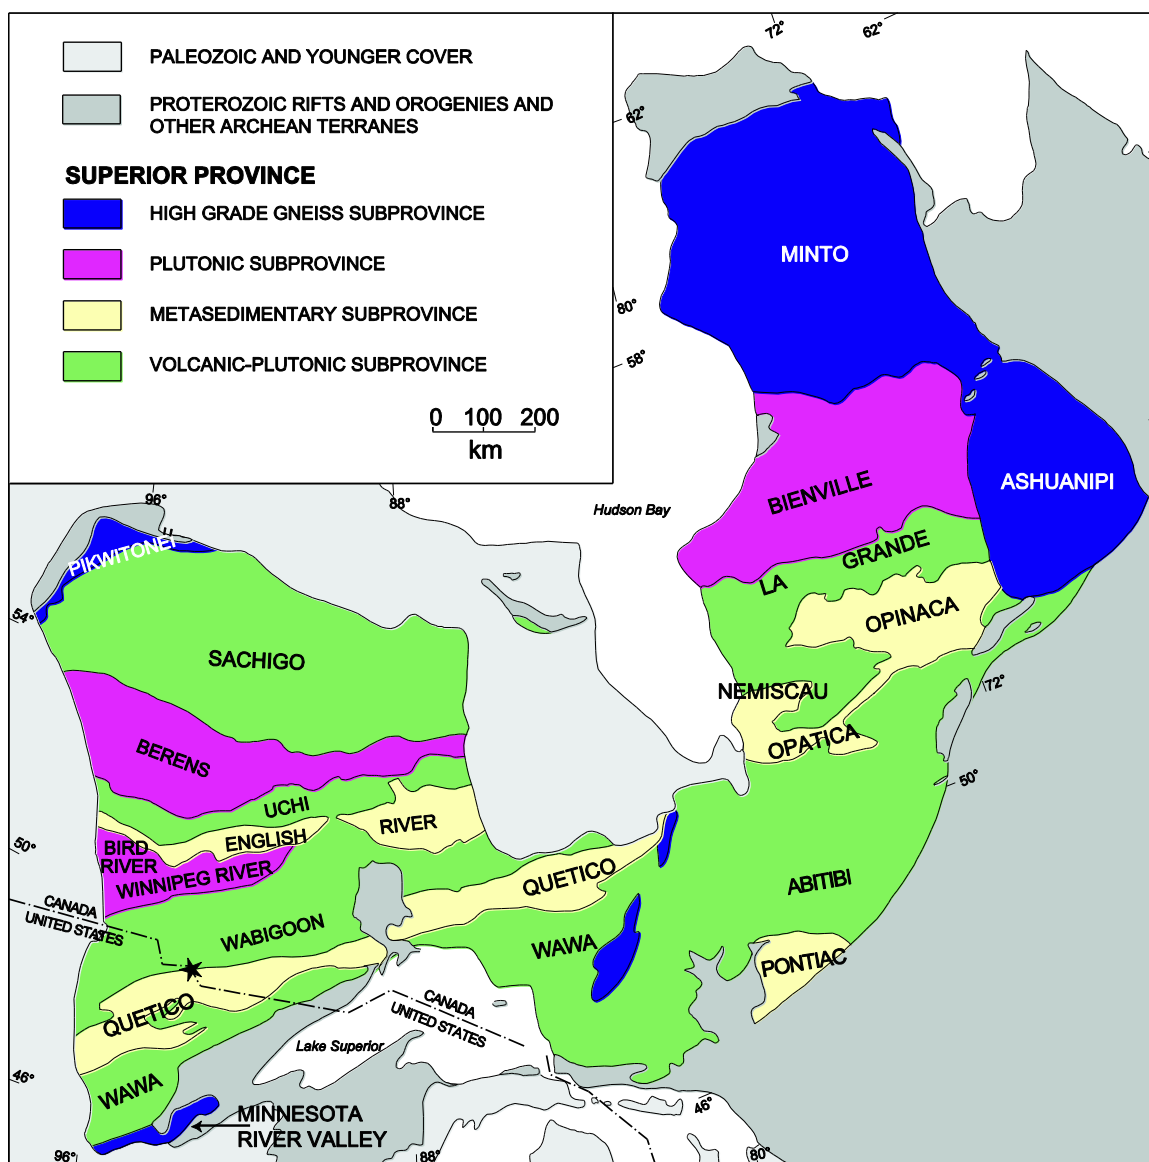 PALEOZOIC AND YOUNGER COVER
PROTEROZOIC RIFTS AND OROGENIES AND
OTHER ARCHEAN TERRANES
SUPERIOR PROVINCE
HIGH GRADE GNEISS SUBPROVINCE
PLUTONIC SUBPROVINCE
METASEDIMENTARY SUBPROVINCE
VOLCANIC-PLUTONIC SUBPROVINCE
0 100 200
km
72°
62°
62°
MINTO
80°
58°
ASHUANIPI
BIENVILLE
96°
88°
Hudson Bay
PIKWITONEI
LA GRANDE
54°
OPINACA
SACHIGO
NEMISCAU
72°
OPATICA
BERENS
50°
UCHI
RIVER
ENGLISH
50°
BIRD
RIVER
WINNIPEG RIVER
QUETICO
ABITIBI
CANADA
UNITED STATES
WABIGOON
WAWA
PONTIAC
QUETICO
CANADA
UNITED STATES
Lake Superior
46°
WAWA
46°
MINNESOTA
RIVER VALLEY
96°
88°
80°